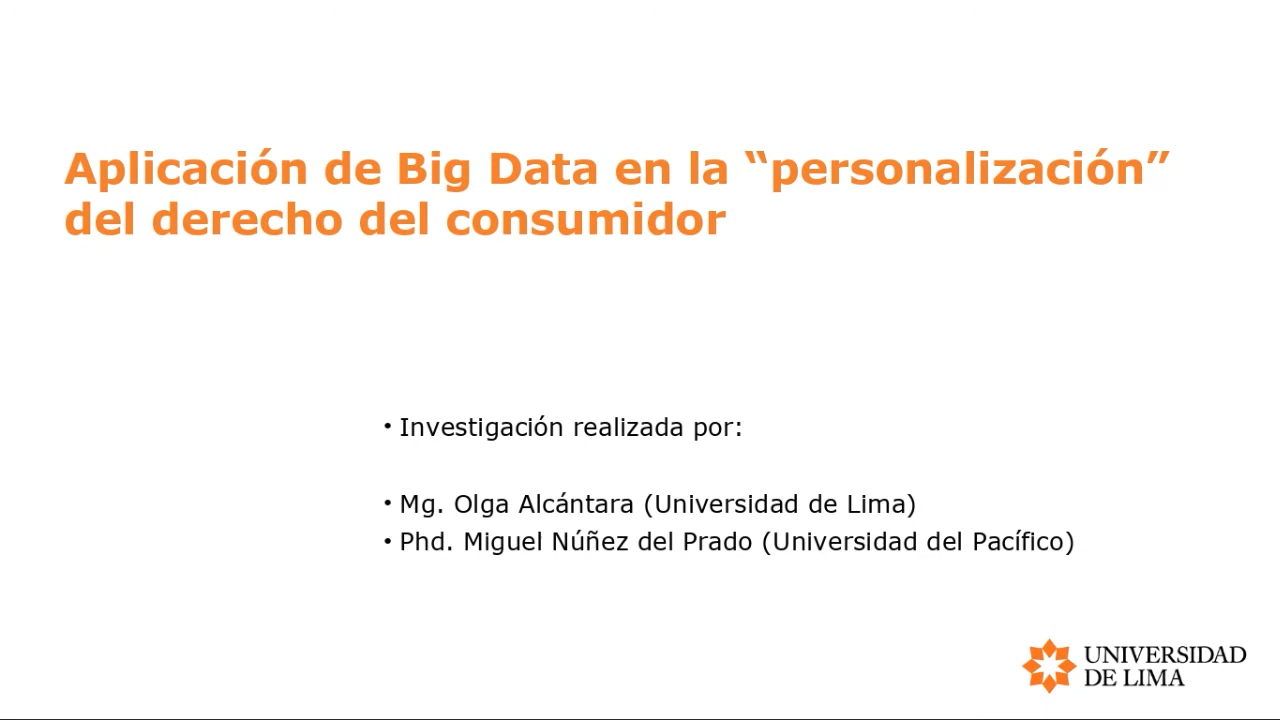 Aplicación de Big Data en la “personalización”
del derecho del consumidor
• Investigación realizada por:
• Mg. Olga Alcántara (Universidad de Lima)
• Phd. Miguel Núñez del Prado (Universidad del Pacífico)
UNIVERSIDAD
DE LIMA